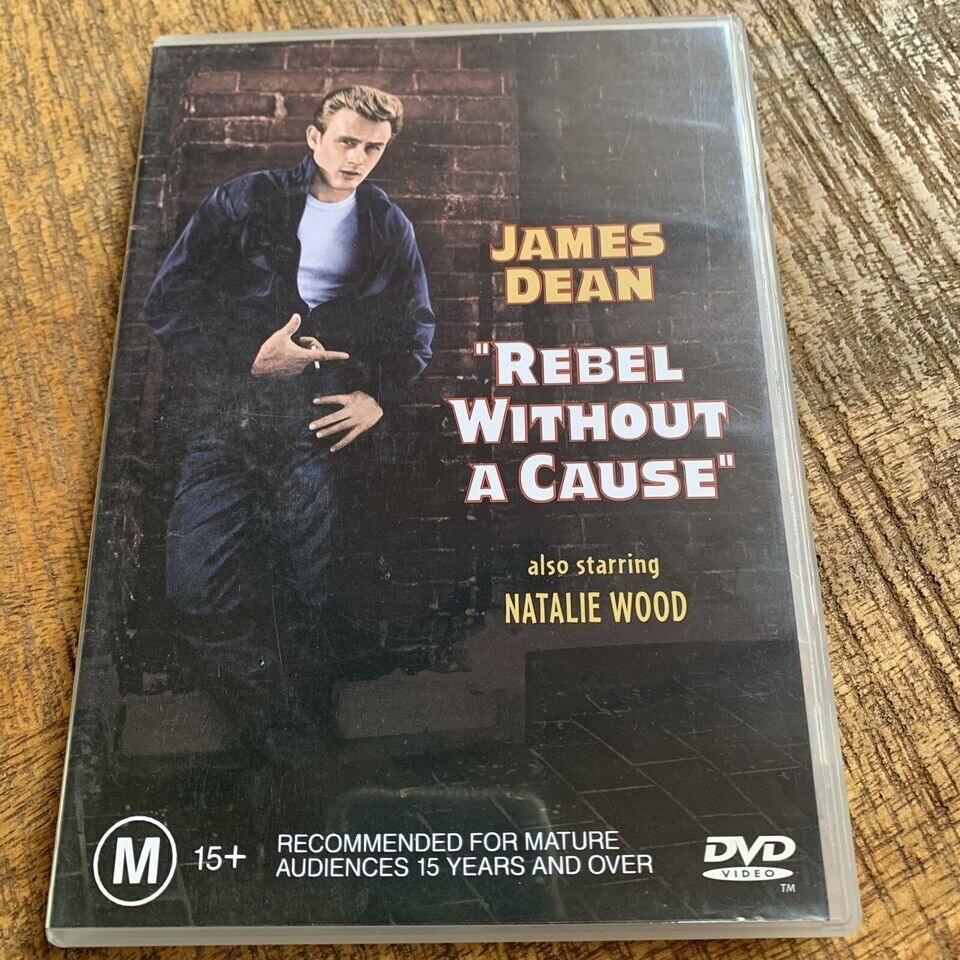 JAMES
DEAN
"REBEL
WITHOUT
A CAUSE"
also starring
NATALIE WOOD
M 15+ RECOMMENDED FOR MATURE
AUDIENCES 15 YEARS AND OVER
DVD
VIDEO
TM